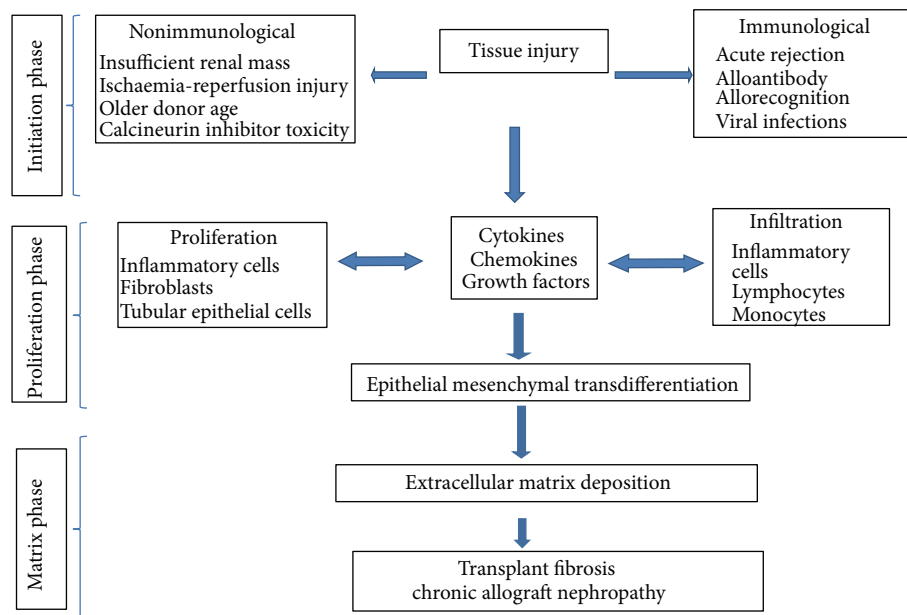 Initiation phase
Nonimmunological
Insufficient renal mass
Ischaemia-reperfusion injury
Older donor age
Calcineurin inhibitor toxicity
Tissue injury
Immunological
Acute rejection
Alloantibody
Allorecognition
Viral infections
Proliferation phase
Proliferation
Inflammatory cells
Fibroblasts
Tubular epithelial cells
Cytokines
Chemokines
Growth factors
Infiltration
Inflammatory
cells
Lymphocytes
Monocytes
Epithelial mesenchymal transdifferentiation
Matrix phase
Extracellular matrix deposition
Transplant fibrosis
chronic allograft nephropathy